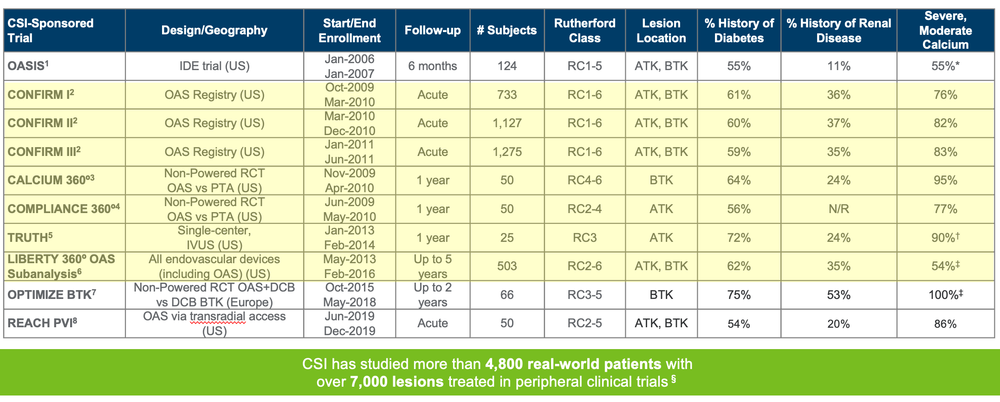 CSI-Sponsored Trial | Design/Geography | Start/End Enrollment | Follow-up | # Subjects | Rutherford Class | Lesion Location | % History of Diabetes | % History of Renal Disease | Severe, Moderate Calcium
OASIS¹ | IDE trial (US) | Jan-2006 Jan-2007 | 6 months | 124 | RC1-5 | ATK, BTK | 55% | 11% | 55%*
CONFIRM I² | OAS Registry (US) | Oct-2009 Mar-2010 | Acute | 733 | RC1-6 | ATK, BTK | 61% | 36% | 76%
CONFIRM II² | OAS Registry (US) | Mar-2010 Dec-2010 | Acute | 1,127 | RC1-6 | ATK, BTK | 60% | 37% | 82%
CONFIRM III² | OAS Registry (US) | Jan-2011 Jun-2011 | Acute | 1,275 | RC1-6 | ATK, BTK | 59% | 35% | 83%
CALCIUM 360º³ | Non-Powered RCT OAS vs PTA (US) | Nov-2009 Apr-2010 | 1 year | 50 | RC4-6 | BTK | 64% | 24% | 95%
COMPLIANCE 360º⁴ | Non-Powered RCT OAS vs PTA (US) | Jun-2009 May-2010 | 1 year | 50 | RC2-4 | ATK | 56% | N/R | 77%
TRUTH⁵ | Single-center, IVUS (US) | Jan-2013 Feb-2014 | 1 year | 25 | RC3 | ATK | 72% | 24% | 90%†
LIBERTY 360º OAS Subanalysis⁶ | All endovascular devices (including OAS) (US) | May-2013 Feb-2016 | Up to 5 years | 503 | RC2-6 | ATK, BTK | 62% | 35% | 54%‡
OPTIMIZE BTK⁷ | Non-Powered RCT OAS+DCB vs DCB BTK (Europe) | Oct-2015 May-2018 | Up to 2 years | 66 | RC3-5 | BTK | 75% | 53% | 100%‡
REACH PVI⁸ | OAS via transradial access (US) | Jun-2019 Dec-2019 | Acute | 50 | RC2-5 | ATK, BTK | 54% | 20% | 86%
CSI has studied more than 4,800 real-world patients with
over 7,000 lesions treated in peripheral clinical trials §